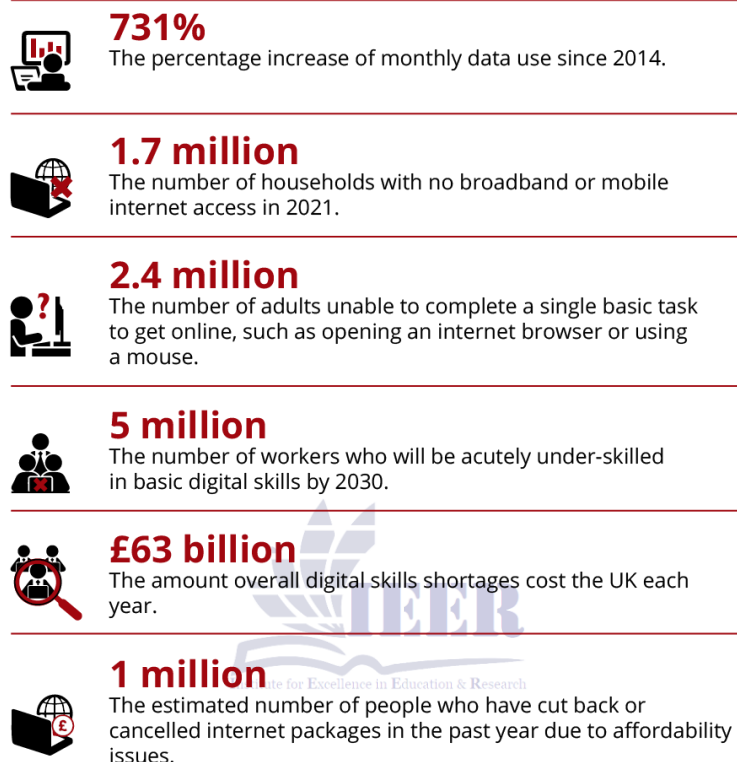 731%
The percentage increase of monthly data use since 2014.
1.7 million
The number of households with no broadband or mobile
internet access in 2021.
?
2.4 million
The number of adults unable to complete a single basic task
to get online, such as opening an internet browser or using
a mouse.
5 million
The number of workers who will be acutely under-skilled
in basic digital skills by 2030.
£63 billion
The amount overall digital skills shortages cost the UK each
year.
IEER
Institute for Excellence in Education & Research
1 million
The estimated number of people who have cut back or
£
cancelled internet packages in the past year due to affordability
issues.